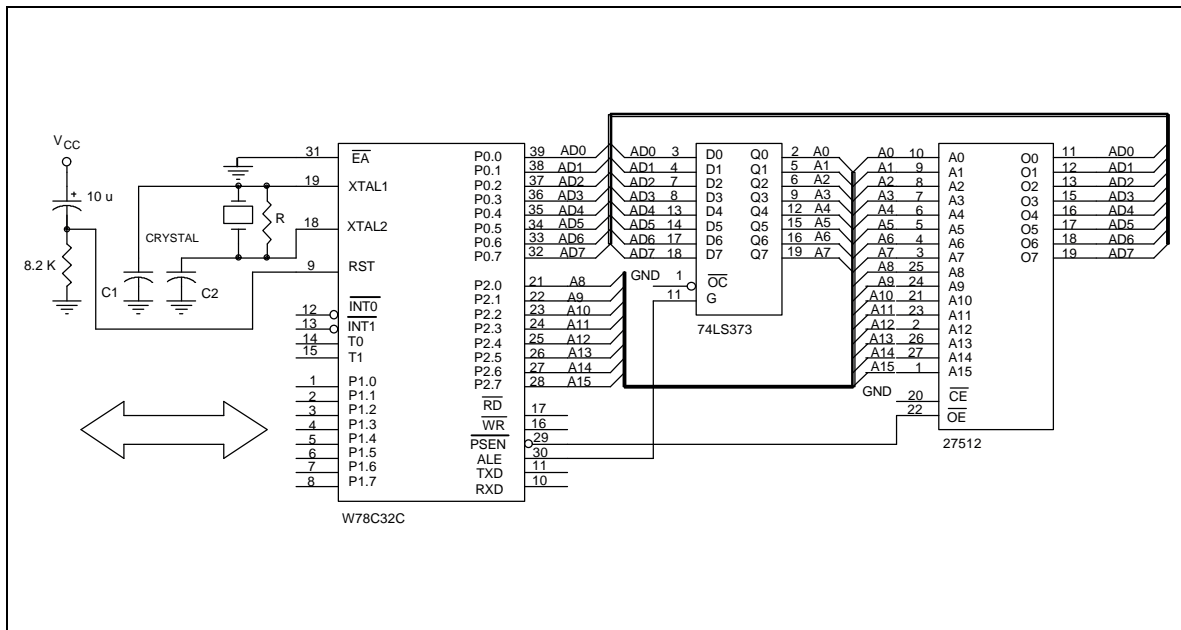 VCC
10 u
8.2 K
C1
CRYSTAL
C2
R
31 EA
19 XTAL1
18 XTAL2
9 RST
12 INT0
13 INT1
14 T0
15 T1
1 P1.0
2 P1.1
3 P1.2
4 P1.3
5 P1.4
6 P1.5
7 P1.6
8 P1.7
P0.0 39 AD0
P0.1 38 AD1
P0.2 37 AD2
P0.3 36 AD3
P0.4 35 AD4
P0.5 34 AD5
P0.6 33 AD6
P0.7 32 AD7
P2.0 21 A8
P2.1 22 A9
P2.2 23 A10
P2.3 24 A11
P2.4 25 A12
P2.5 26 A13
P2.6 27 A14
P2.7 28 A15
RD 17
WR 16
PSEN 29
ALE 30
TXD 11
RXD 10
W78C32C
AD0 3 D0 Q0 2 A0
AD1 4 D1 Q1 5 A1
AD2 7 D2 Q2 6 A2
AD3 8 D3 Q3 9 A3
AD4 13 D4 Q4 12 A4
AD5 14 D5 Q5 15 A5
AD6 17 D6 Q6 16 A6
AD7 18 D7 Q7 19 A7
GND 1 OC
11 G
74LS373
A0 10 A0 O0 11 AD0
A1 9 A1 O1 12 AD1
A2 8 A2 O2 13 AD2
A3 7 A3 O3 15 AD3
A4 6 A4 O4 16 AD4
A5 5 A5 O5 17 AD5
A6 4 A6 O6 18 AD6
A7 3 A7 O7 19 AD7
A8 25 A8
A9 24 A9
A10 21 A10
A11 23 A11
A12 2 A12
A13 26 A13
A14 27 A14
A15 1 A15
GND 20 CE
22 OE
27512